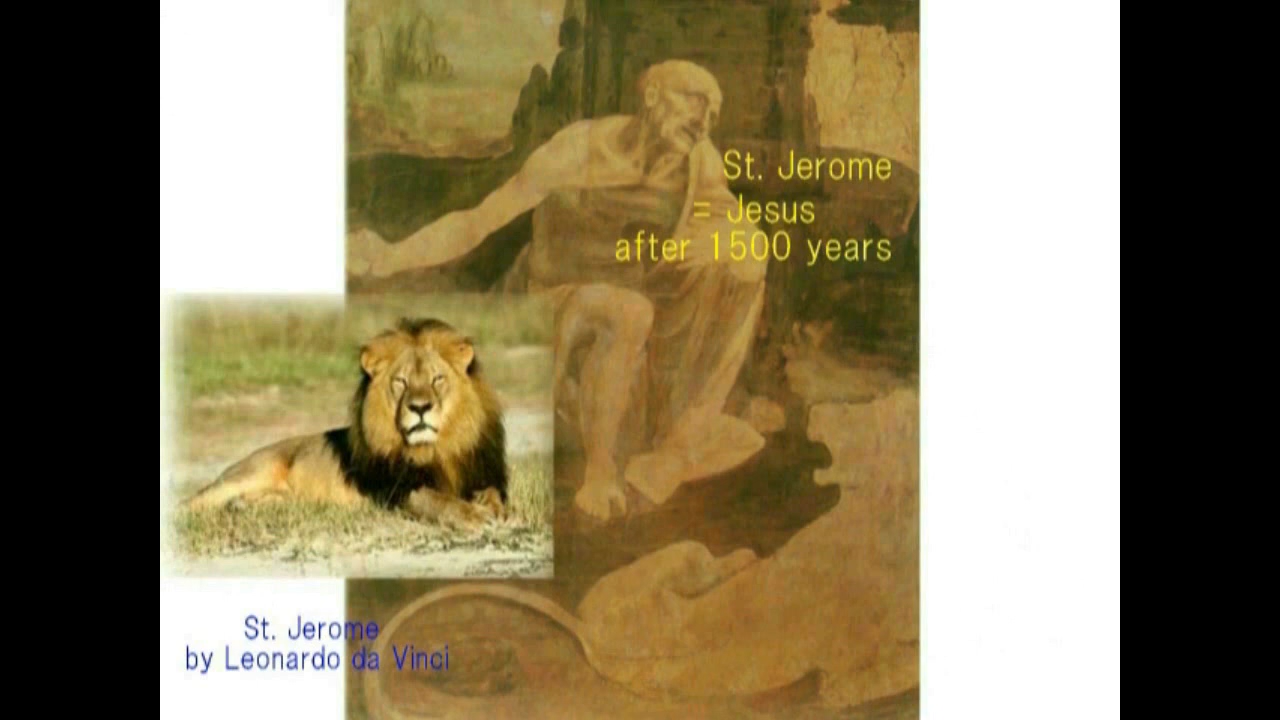 St. Jerome
= Jesus
after 1500 years
St. Jerome
by Leonardo da Vinci